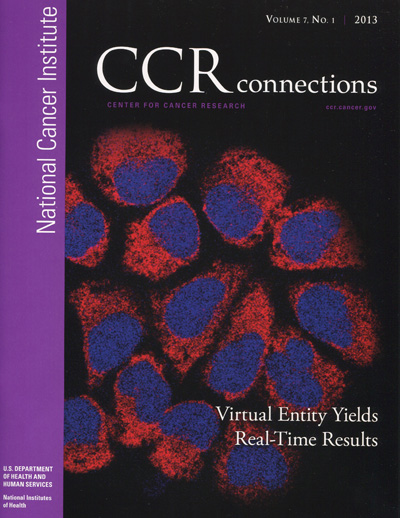 VOLUME 7, NO. 1 | 2013
National Cancer Institute
CCR connections
CENTER FOR CANCER RESEARCH
ccr.cancer.gov
Virtual Entity Yields
Real-Time Results
U.S. DEPARTMENT
OF HEALTH AND
HUMAN SERVICES
National Institutes
of Health